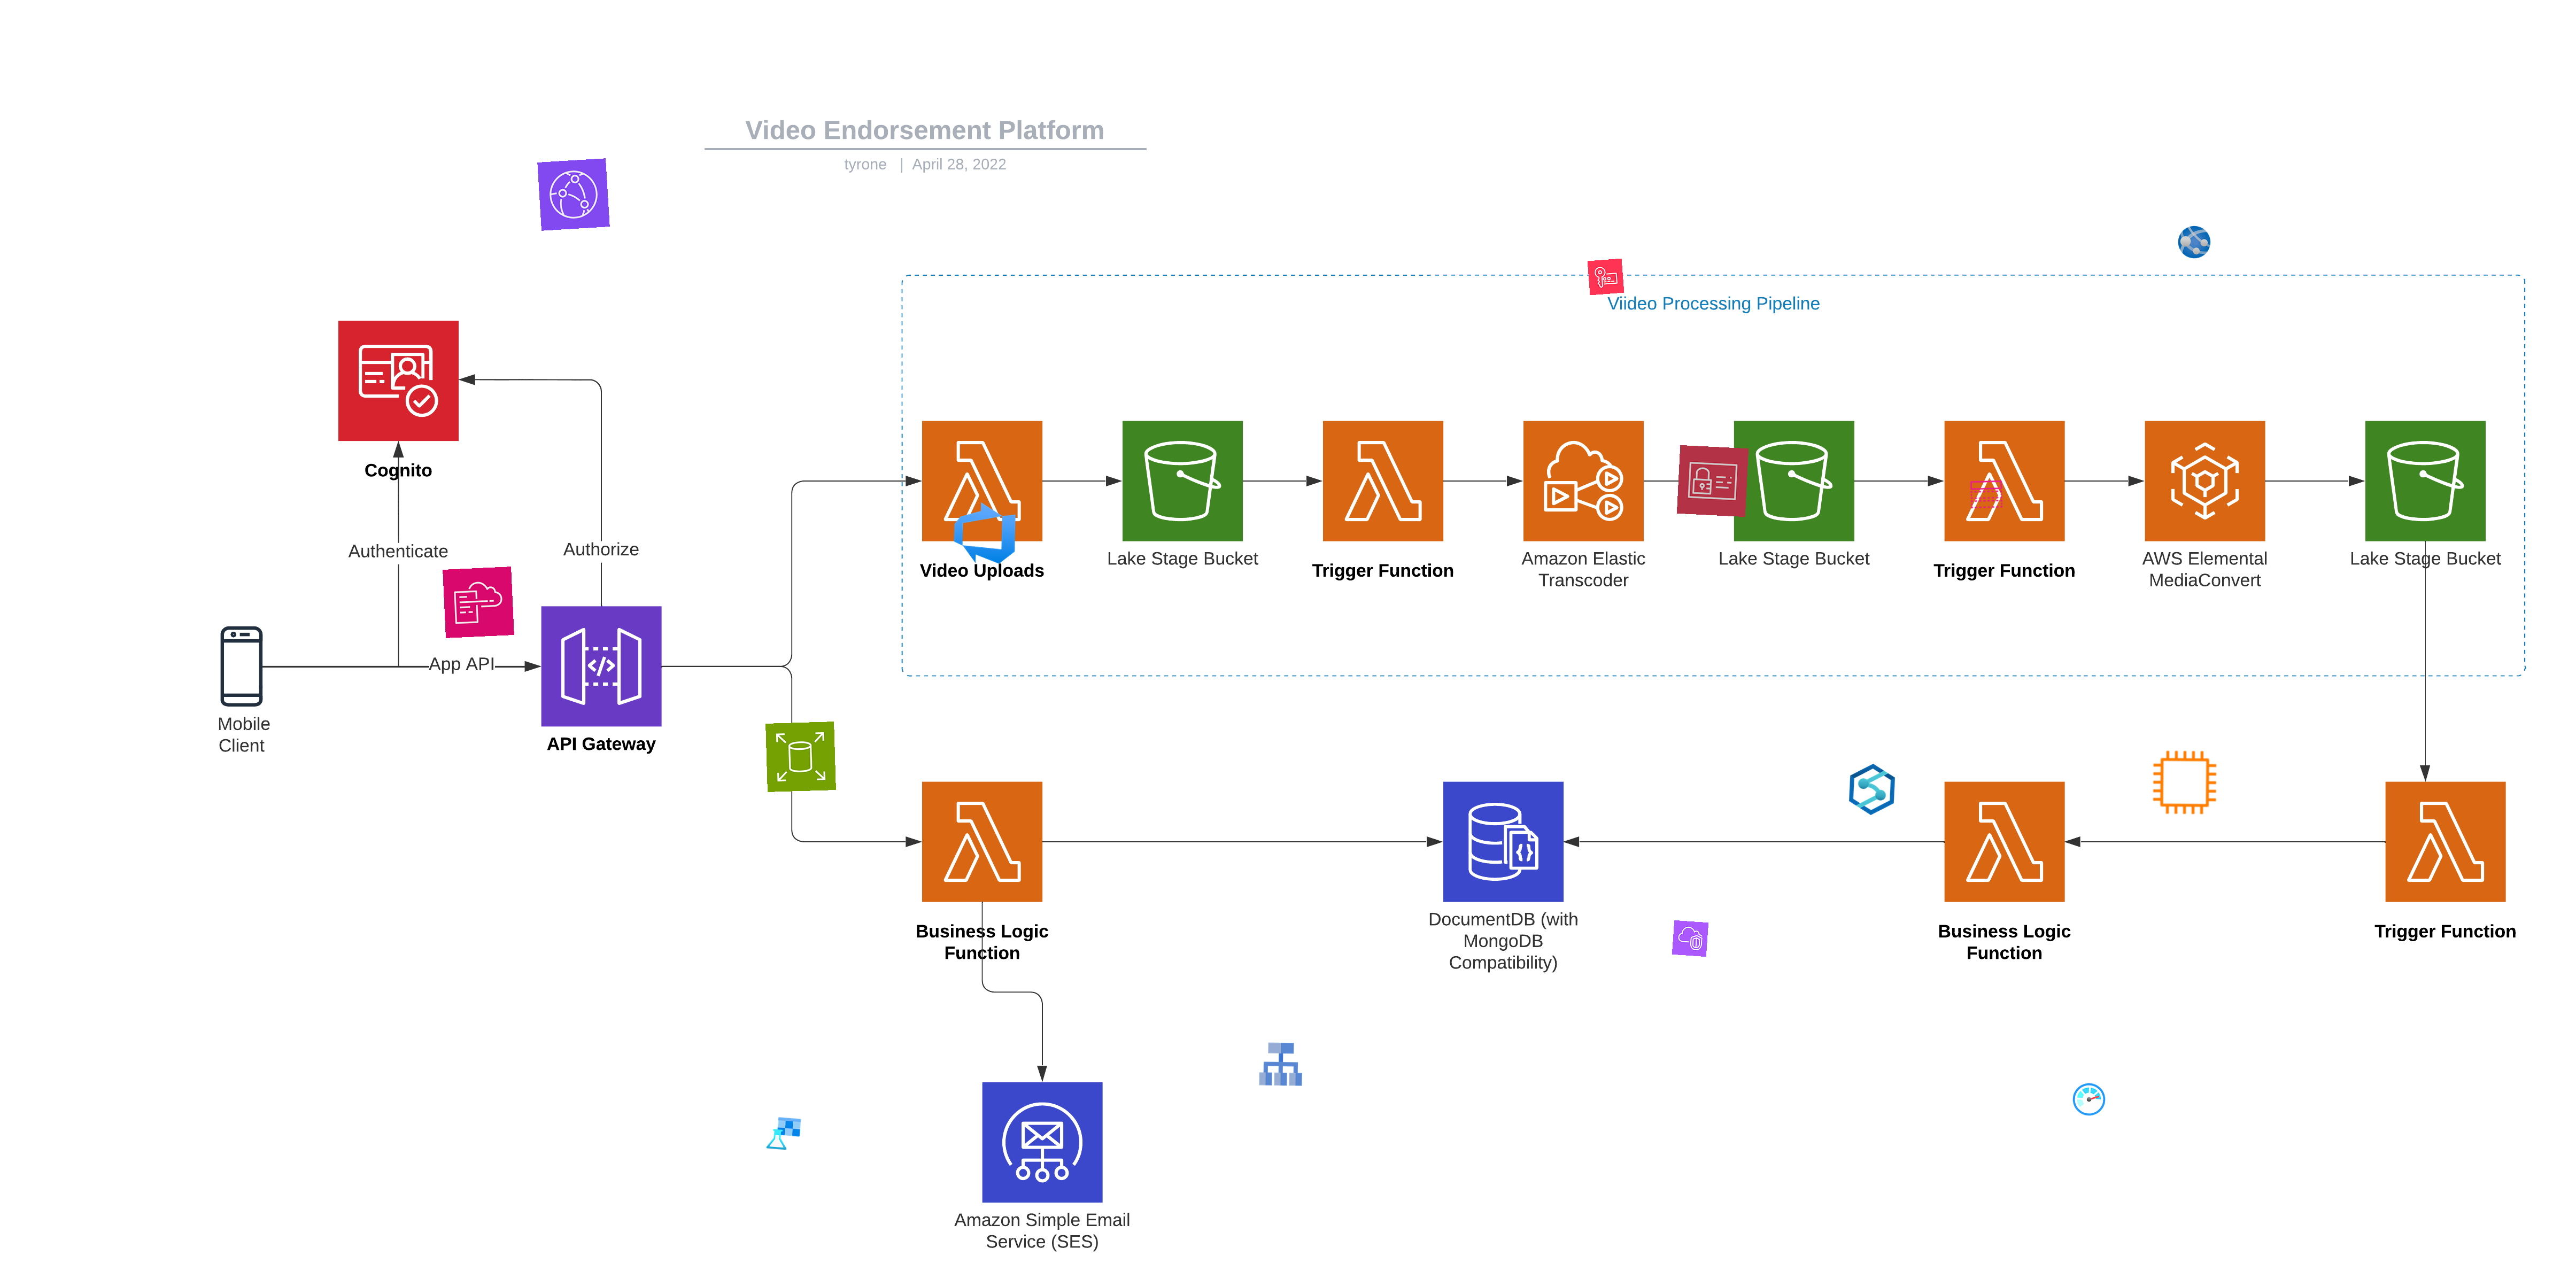 Video Endorsement Platform
tyrone | April 28, 2022
Viideo Processing Pipeline
Cognito
Authenticate
Authorize
App API
Mobile
Client
API Gateway
Video Uploads
Lake Stage Bucket
Trigger Function
Amazon Elastic
Transcoder
Lake Stage Bucket
Trigger Function
AWS Elemental
MediaConvert
Lake Stage Bucket
Business Logic
Function
DocumentDB (with
MongoDB
Compatibility)
Business Logic
Function
Trigger Function
Amazon Simple Email
Service (SES)